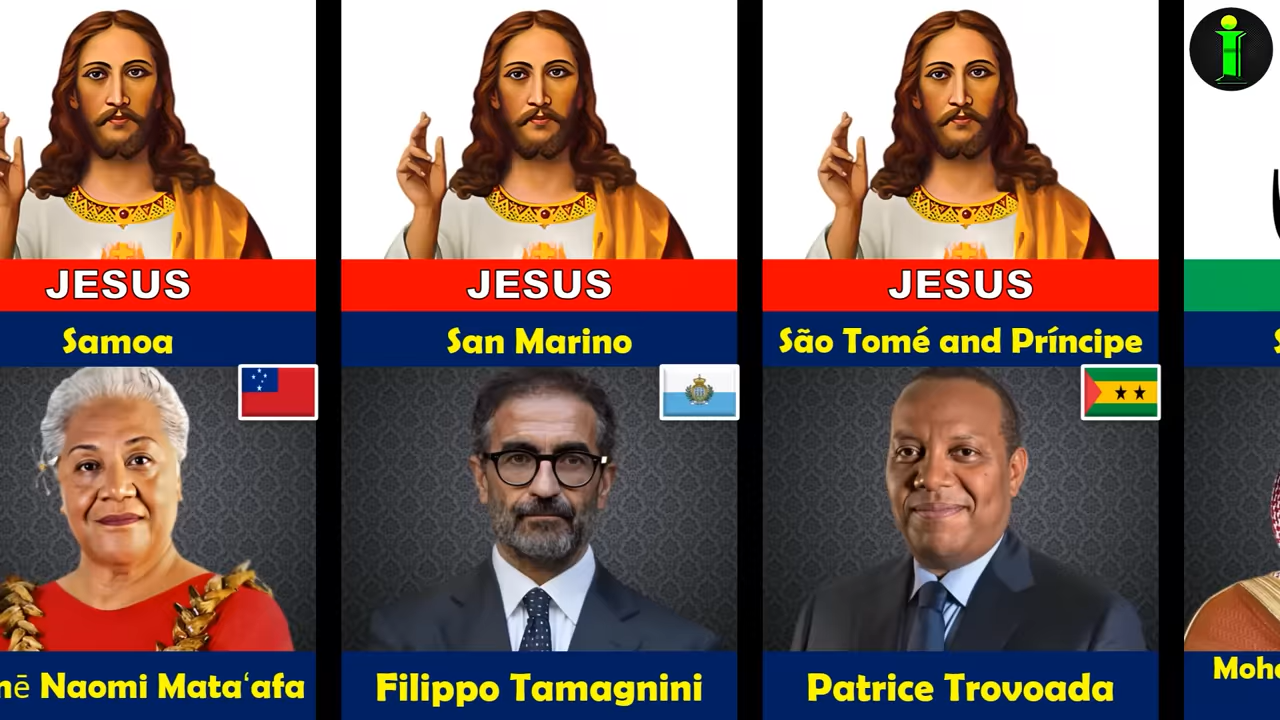 JESUS
Samoa
Naomi Mataʻafa
JESUS
San Marino
Filippo Tamagnini
JESUS
São Tomé and Príncipe
Patrice Trovoada